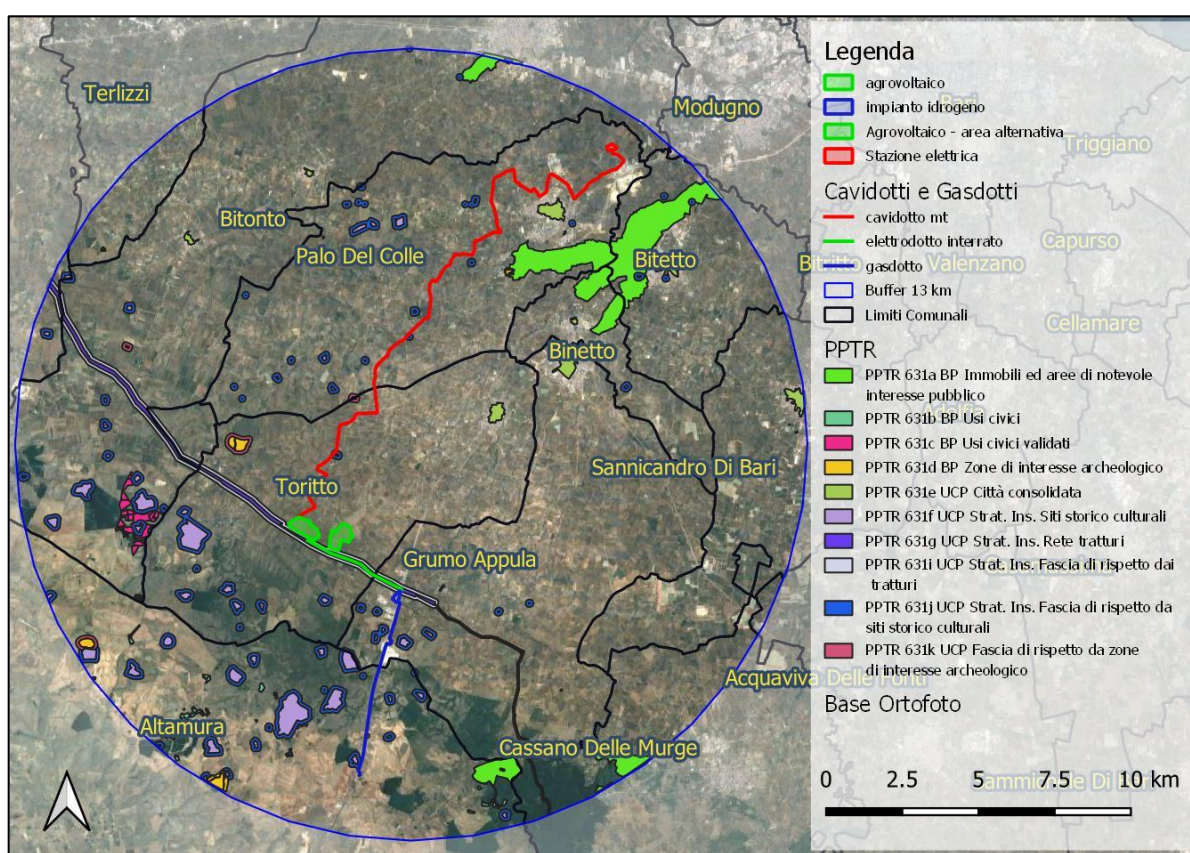 Terlizzi
Modugno
Bitonto
Palo Del Colle
Bitetto
Binetto
Toritto
Sannicandro Di Bari
Grumo Appula
Altamura
Cassano Delle Murge
Acquaviva Delle Fonti
Bari
Triggiano
Capurso
Bitritto
Valenzano
Cellamare
Adelfia
Sammichele Di Bari
Legenda
agrovoltaico
impianto idrogeno
Agrovoltaico - area alternativa
Stazione elettrica
Cavidotti e Gasdotti
cavidotto mt
elettrodotto interrato
gasdotto
Buffer 13 km
Limiti Comunali
PPTR
PPTR 631a BP Immobili ed aree di notevole
interesse pubblico
PPTR 631b BP Usi civici
PPTR 631c BP Usi civici validati
PPTR 631d BP Zone di interesse archeologico
PPTR 631e UCP Città consolidata
PPTR 631f UCP Strat. Ins. Siti storico culturali
PPTR 631g UCP Strat. Ins. Rete tratturi
PPTR 631i UCP Strat. Ins. Fascia di rispetto dai
tratturi
PPTR 631j UCP Strat. Ins. Fascia di rispetto da
siti storico culturali
PPTR 631k UCP Fascia di rispetto da zone
di interesse archeologico
Base Ortofoto
0 2.5 5 7.5 10 km